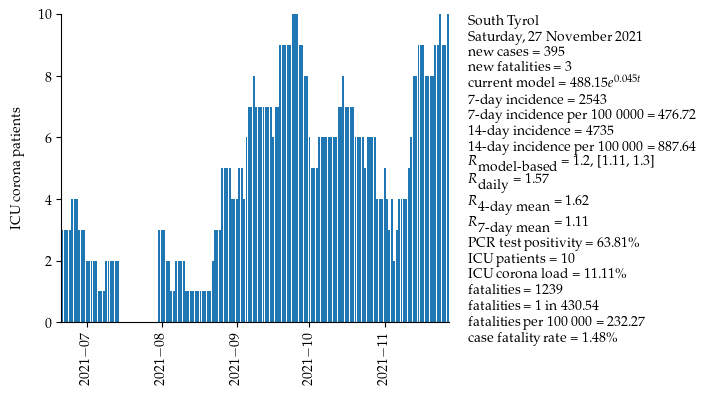 10
8
6
4
2
0
ICU corona patients
2021−07
2021−08
2021−09
2021−10
2021−11
South Tyrol
Saturday, 27 November 2021
new cases = 395
new fatalities = 3
current model = 488.15e^0.045t
7-day incidence = 2543
7-day incidence per 100 0000 = 476.72
14-day incidence = 4735
14-day incidence per 100 000 = 887.64
R model-based = 1.2, [1.11, 1.3]
R daily = 1.57
R 4-day mean = 1.62
R 7-day mean = 1.11
PCR test positivity = 63.81%
ICU patients = 10
ICU corona load = 11.11%
fatalities = 1239
fatalities = 1 in 430.54
fatalities per 100 000 = 232.27
case fatality rate = 1.48%